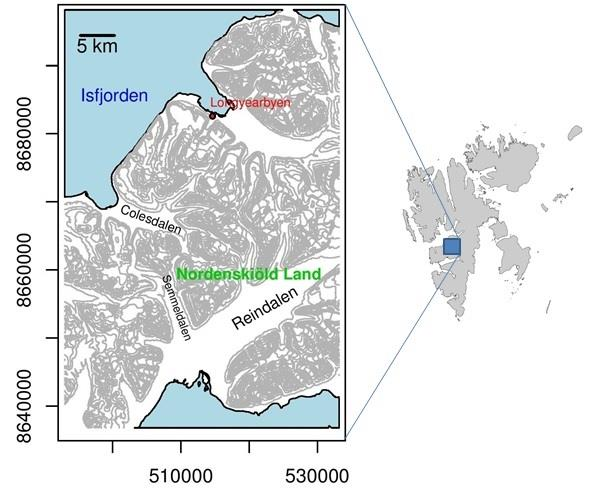 5 km
Isfjorden
Longyearbyen
Colesdalen
Nordenskiöld Land
Semmeldalen
Reindalen
8680000
8660000
8640000
510000
530000